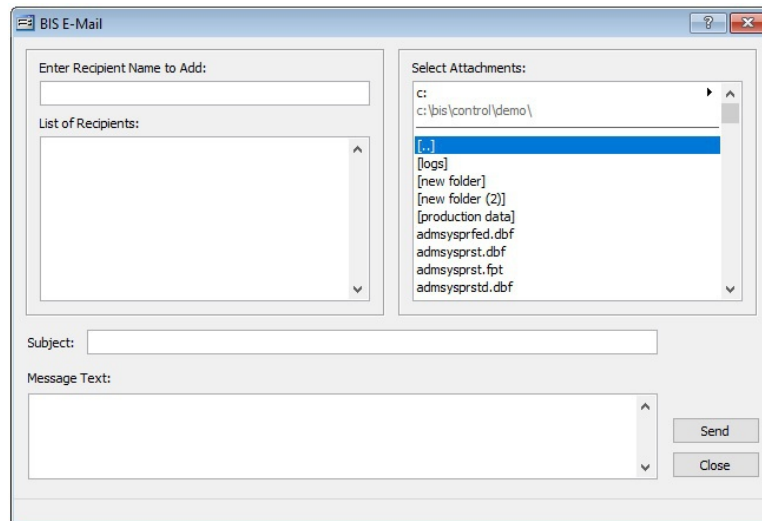 BIS E-Mail
Enter Recipient Name to Add:
List of Recipients:
Select Attachments:
c:
c:\bis\control\demo\
[..]
[logs]
[new folder]
[new folder (2)]
[production data]
admsysprfed.dbf
admsysprst.dbf
admsysprst.fpt
admsysprstd.dbf
Subject:
Message Text:
Send
Close